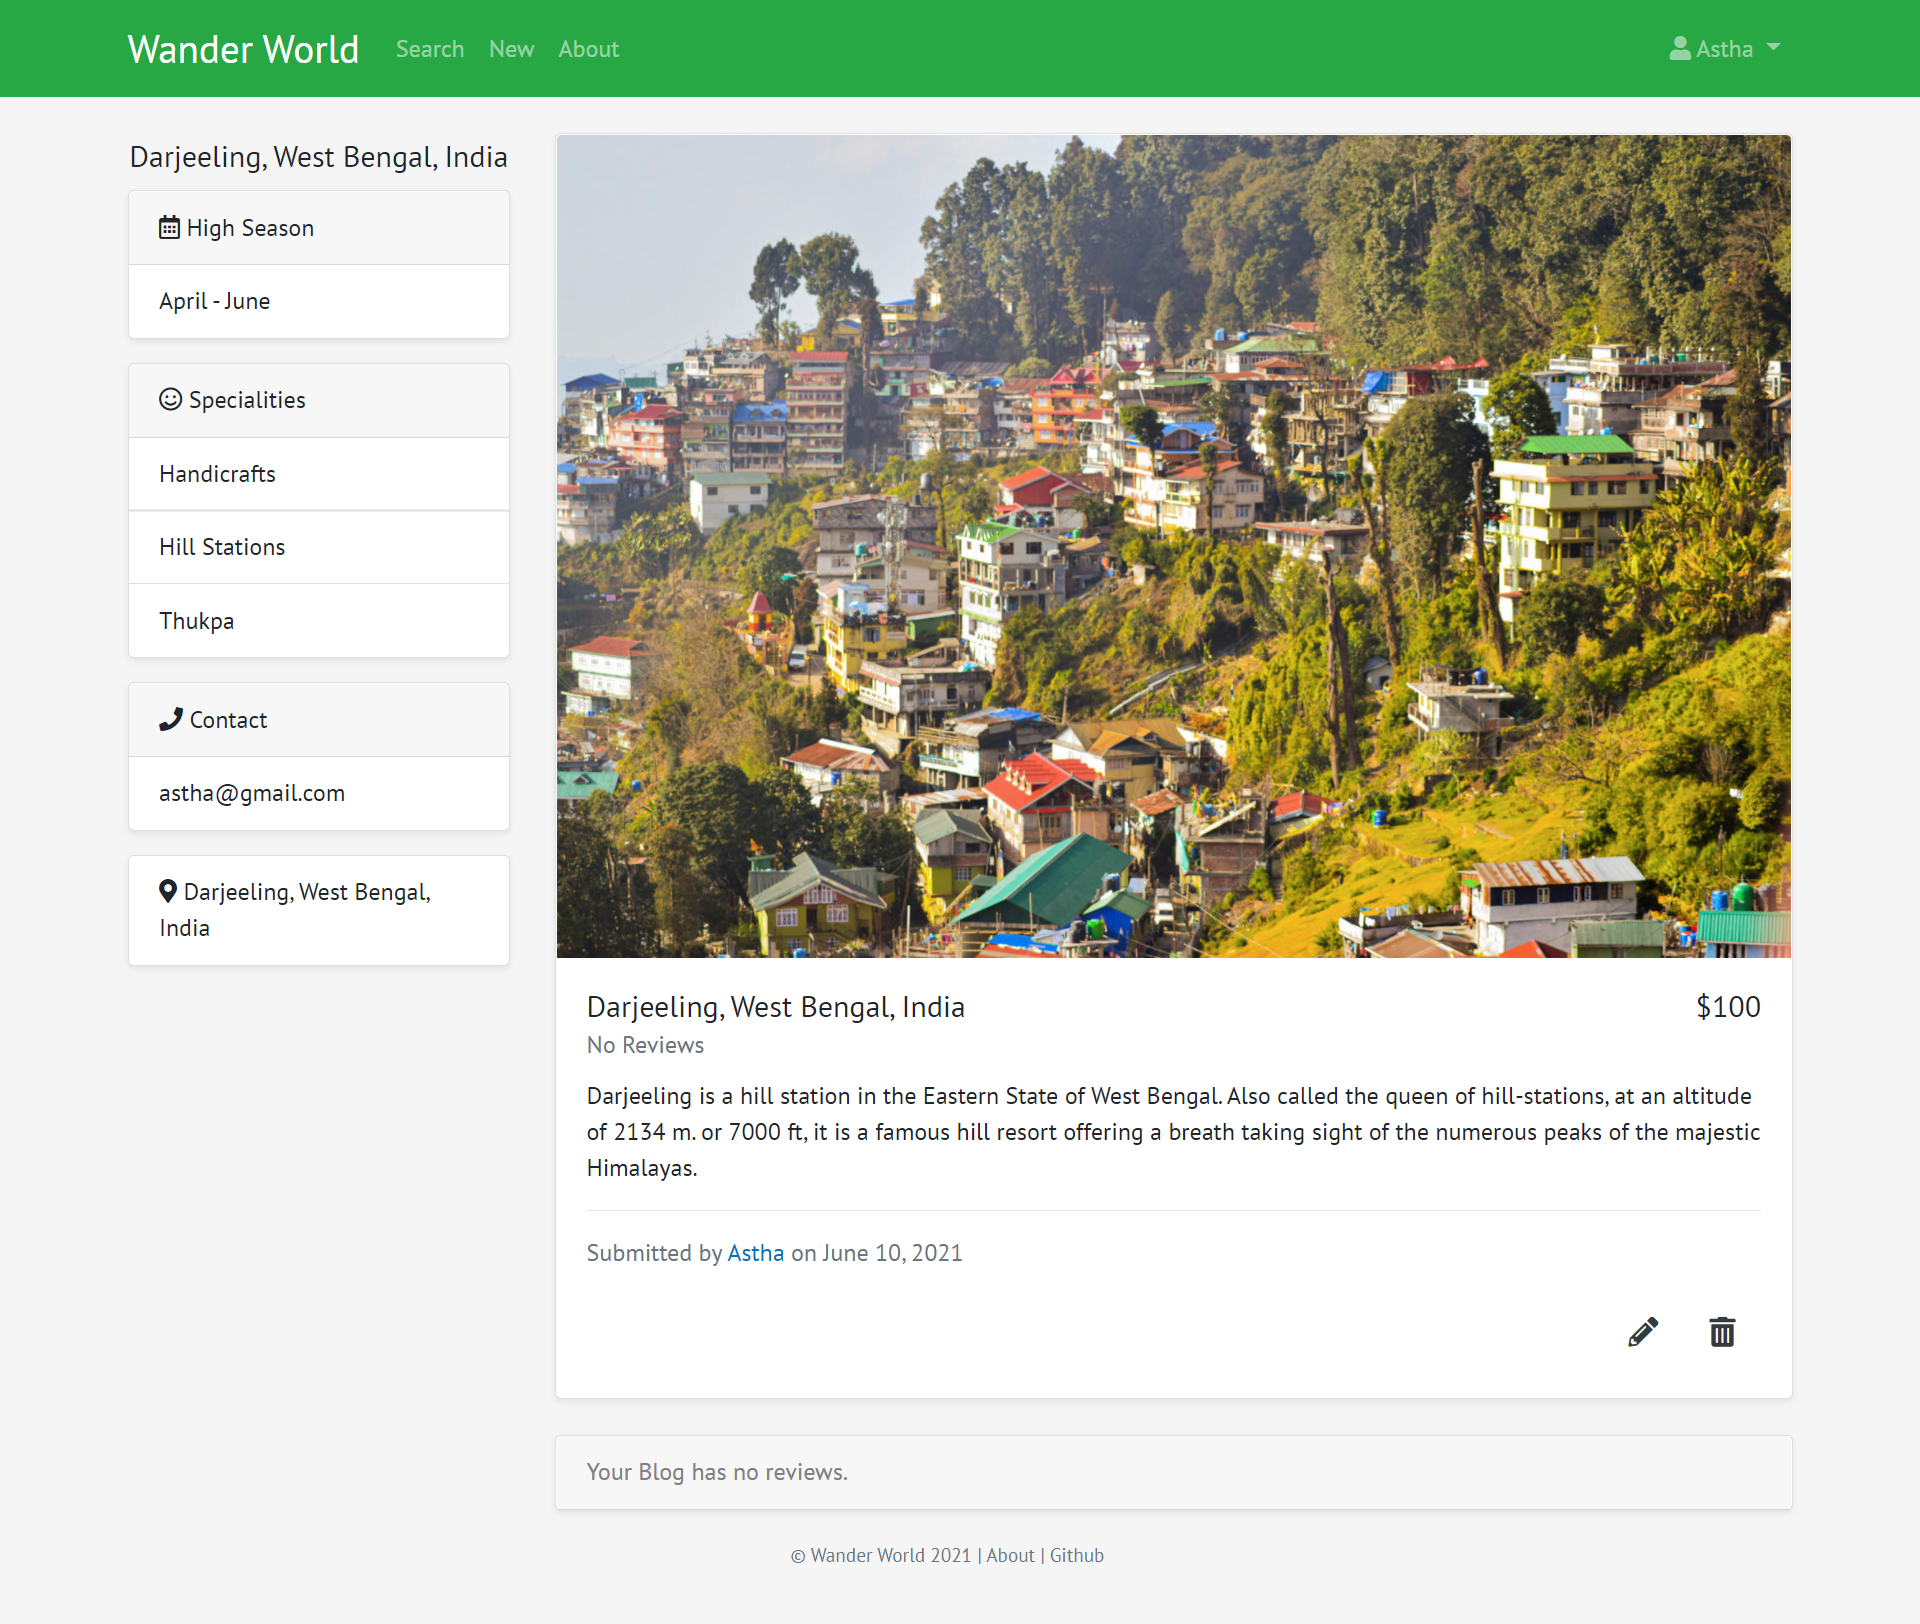 Wander World Search New About Astha
Darjeeling, West Bengal, India
High Season
April - June
Specialities
Handicrafts
Hill Stations
Thukpa
Contact
astha@gmail.com
Darjeeling, West Bengal,
India
Darjeeling, West Bengal, India $100
No Reviews
Darjeeling is a hill station in the Eastern State of West Bengal. Also called the queen of hill-stations, at an altitude
of 2134 m. or 7000 ft, it is a famous hill resort offering a breath taking sight of the numerous peaks of the majestic
Himalayas.
Submitted by Astha on June 10, 2021
Your Blog has no reviews.
© Wander World 2021 | About | Github